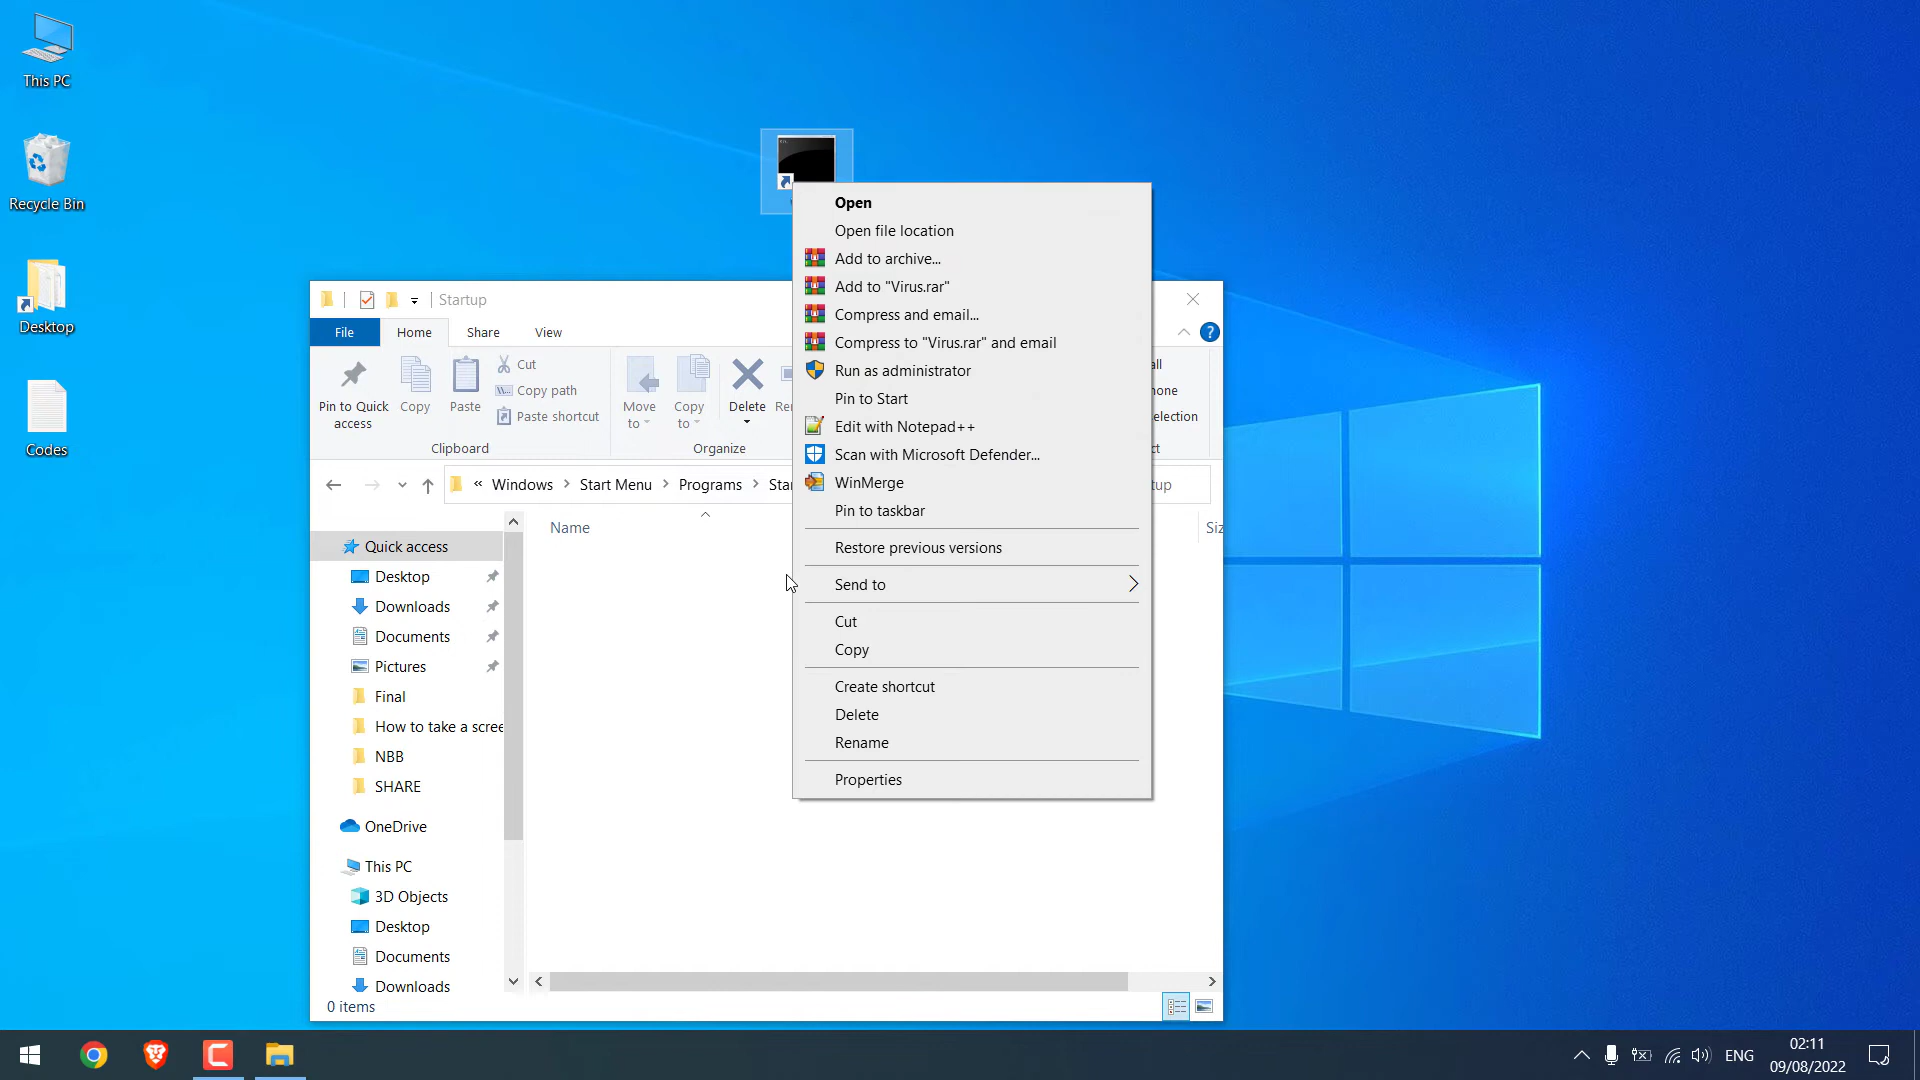 This PC
Recycle Bin
Desktop
Codes
Startup
File
Home
Share
View
Pin to Quick access
Copy
Paste
Cut
Copy path
Paste shortcut
Clipboard
Move to
Copy to
Delete
Organize
« Windows > Start Menu > Programs >
Name
Quick access
Desktop
Downloads
Documents
Pictures
Final
How to take a scree
NBB
SHARE
OneDrive
This PC
3D Objects
Desktop
Documents
Downloads
0 items
Open
Open file location
Add to archive...
Add to "Virus.rar"
Compress and email...
Compress to "Virus.rar" and email
Run as administrator
Pin to Start
Edit with Notepad++
Scan with Microsoft Defender...
WinMerge
Pin to taskbar
Restore previous versions
Send to
Cut
Copy
Create shortcut
Delete
Rename
Properties
ENG
02:11
09/08/2022